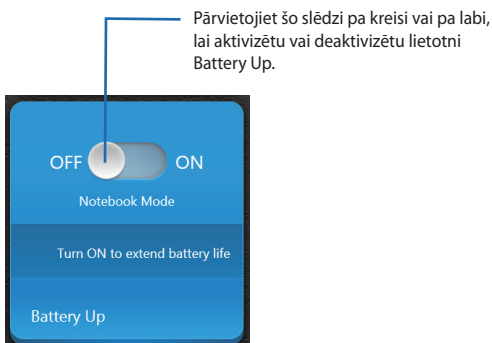 Pārvietojiet šo slēdzi pa kreisi vai pa labi,
lai aktivizētu vai deaktivizētu lietotni
Battery Up.
OFF ON
Notebook Mode
Turn ON to extend battery life
Battery Up